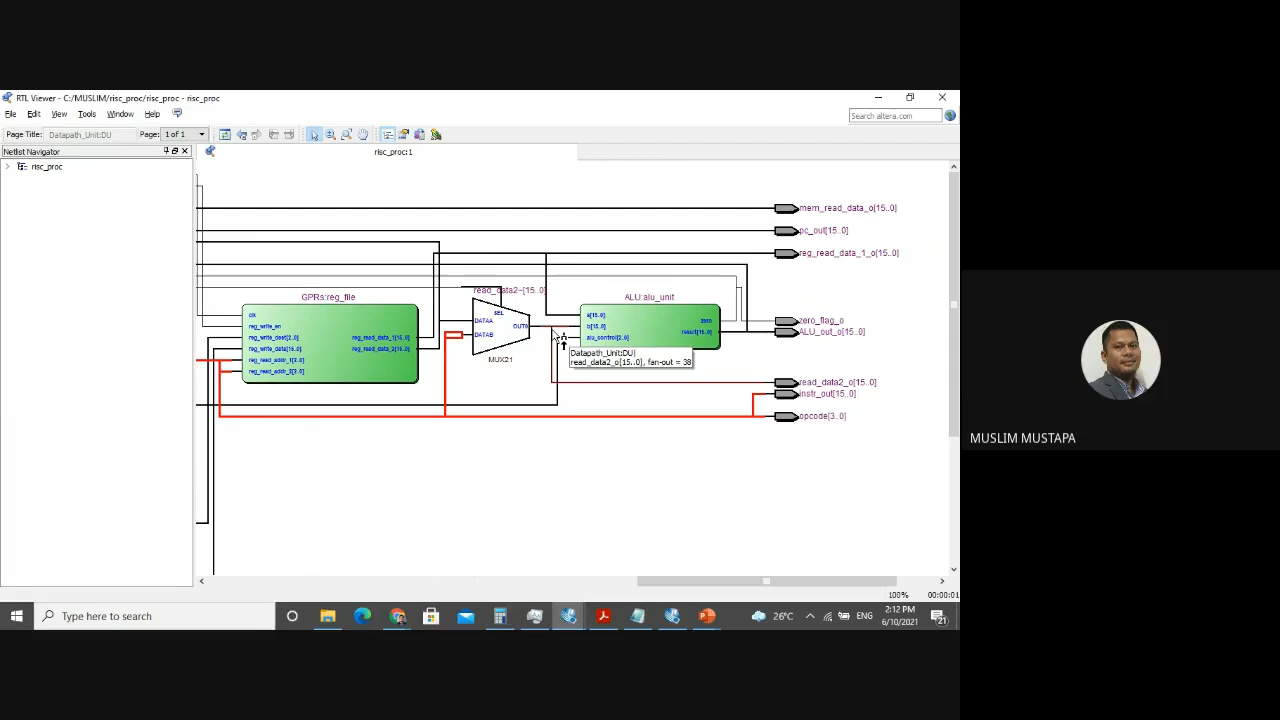 RTL Viewer - C:/MUSLIM/risc_proc/risc_proc - risc_proc
File Edit View Tools Window Help
Search altera.com
Page Title: Datapath_Unit:DU Page: 1 of 1
Netlist Navigator
risc_proc:1
risc_proc
mem_read_data_o[15..0]
pc_out[15..0]
reg_read_data_1_o[15..0]
read_data2~[15..0]
GPRs:reg_file
ALU:alu_unit
clk
reg_write_en
reg_write_dest[2..0]
reg_write_data[15..0]
reg_read_addr_1[2..0]
reg_read_addr_2[2..0]
reg_read_data_1[15..0]
reg_read_data_2[15..0]
SEL
DATAA
DATAB
OUT0
MUX21
a[15..0]
b[15..0]
alu_control[2..0]
zero
result[15..0]
zero_flag_o
ALU_out_o[15..0]
Datapath_Unit:DU|
read_data2_o[15..0], fan-out = 38
read_data2_o[15..0]
instr_out[15..0]
opcode[3..0]
MUSLIM MUSTAPA
100% 00:00:01
Type here to search
26°C
ENG
2:12 PM
6/10/2021
21